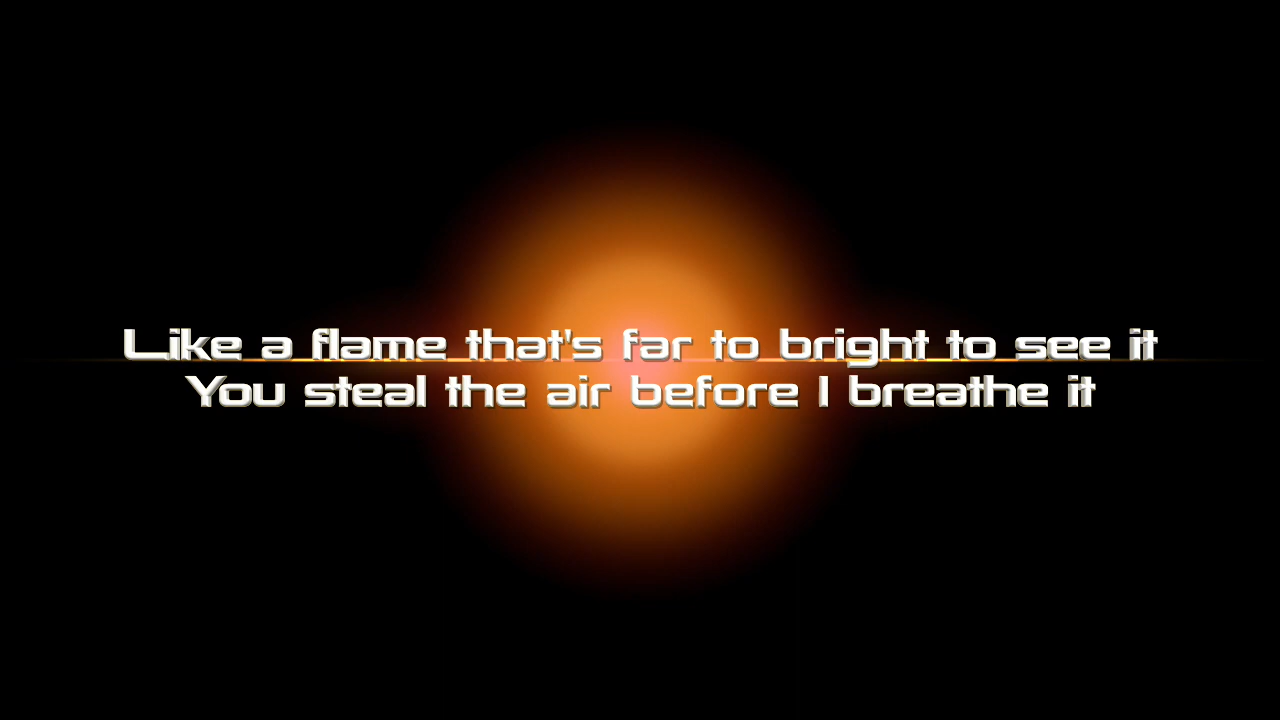 Like a flame that's far to bright to see it
You steal the air before I breathe it